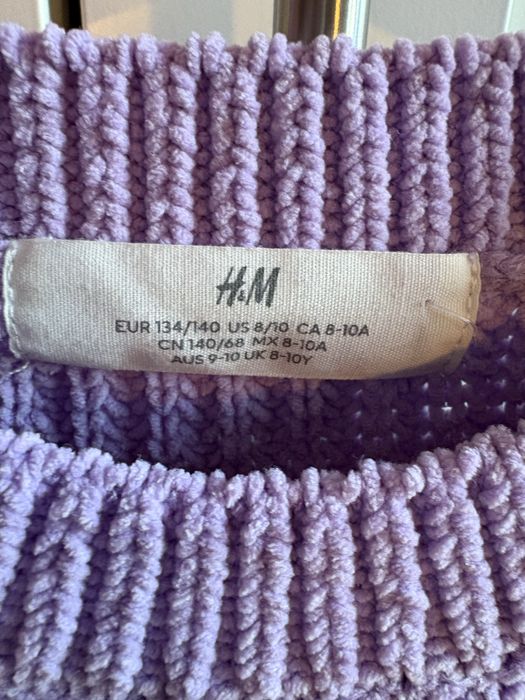 H&M
EUR 134/140 US 8/10 CA 8-10A
CN 140/68 MX 8-10A
AUS 9-10 UK 8-10Y